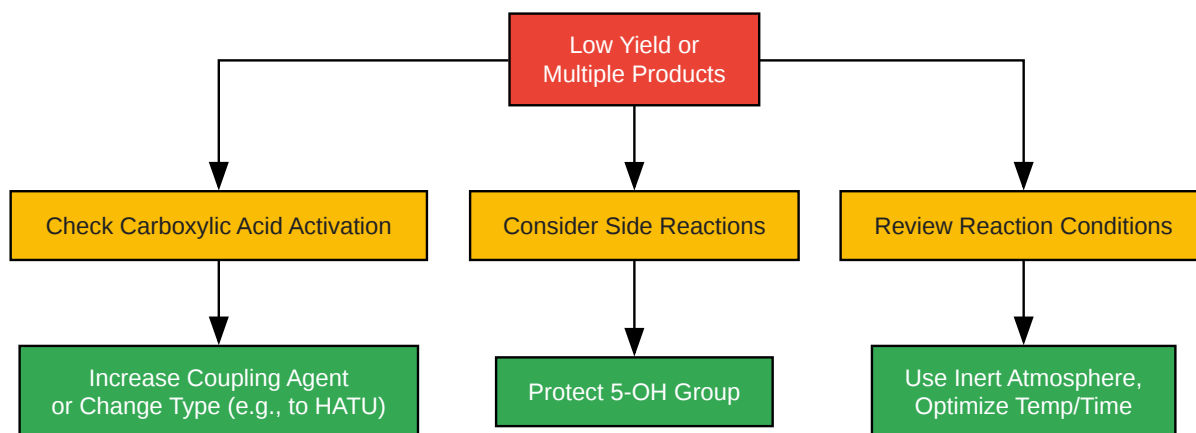 Low Yield or
Multiple Products
Check Carboxylic Acid Activation
Consider Side Reactions
Review Reaction Conditions
Increase Coupling Agent
or Change Type (e.g., to HATU)
Protect 5-OH Group
Use Inert Atmosphere,
Optimize Temp/Time